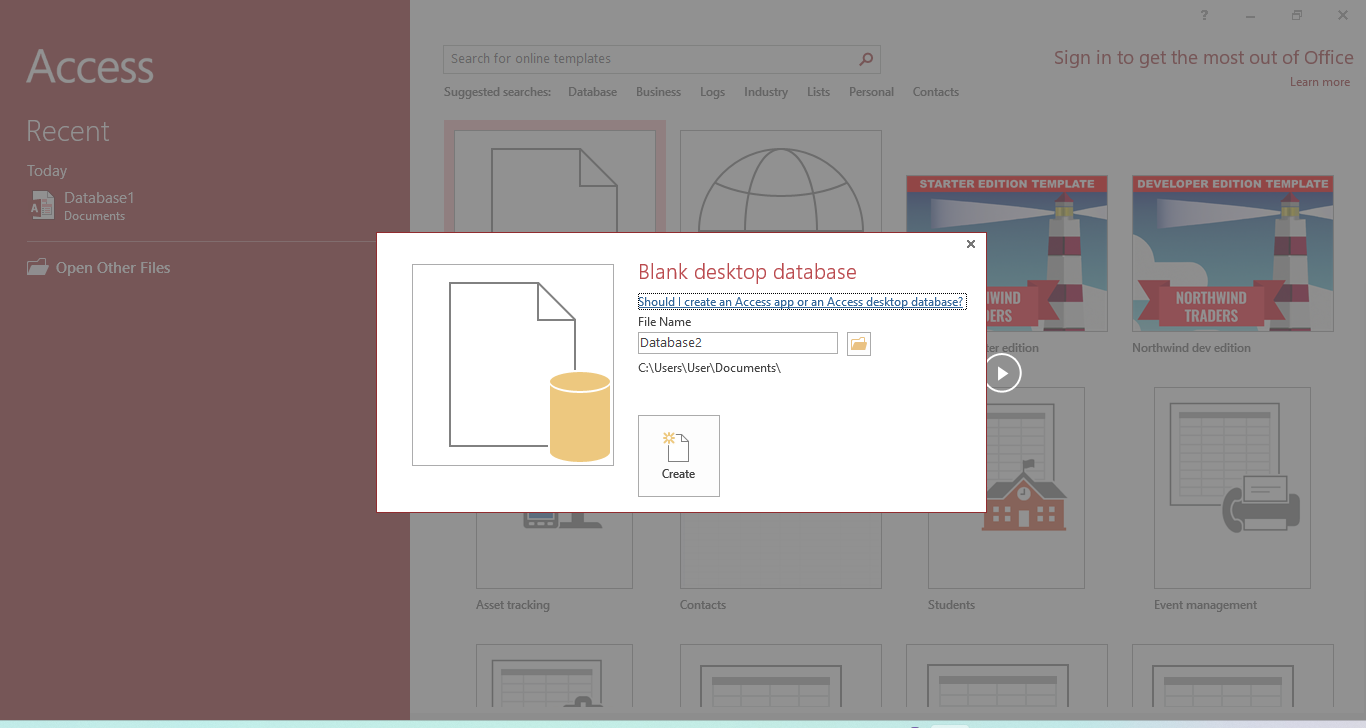 Access
Recent
Today
Database1
Documents
Open Other Files
?
Search for online templates
Sign in to get the most out of Office
Learn more
Suggested searches: Database Business Logs Industry Lists Personal Contacts
STARTER EDITION TEMPLATE
DEVELOPER EDITION TEMPLATE
NORTHWIND
TRADERS
Northwind dev edition
edition
Blank desktop database
Should I create an Access app or an Access desktop database?
File Name
Database2
C:\Users\User\Documents\
Create
Asset tracking
Contacts
Students
Event management